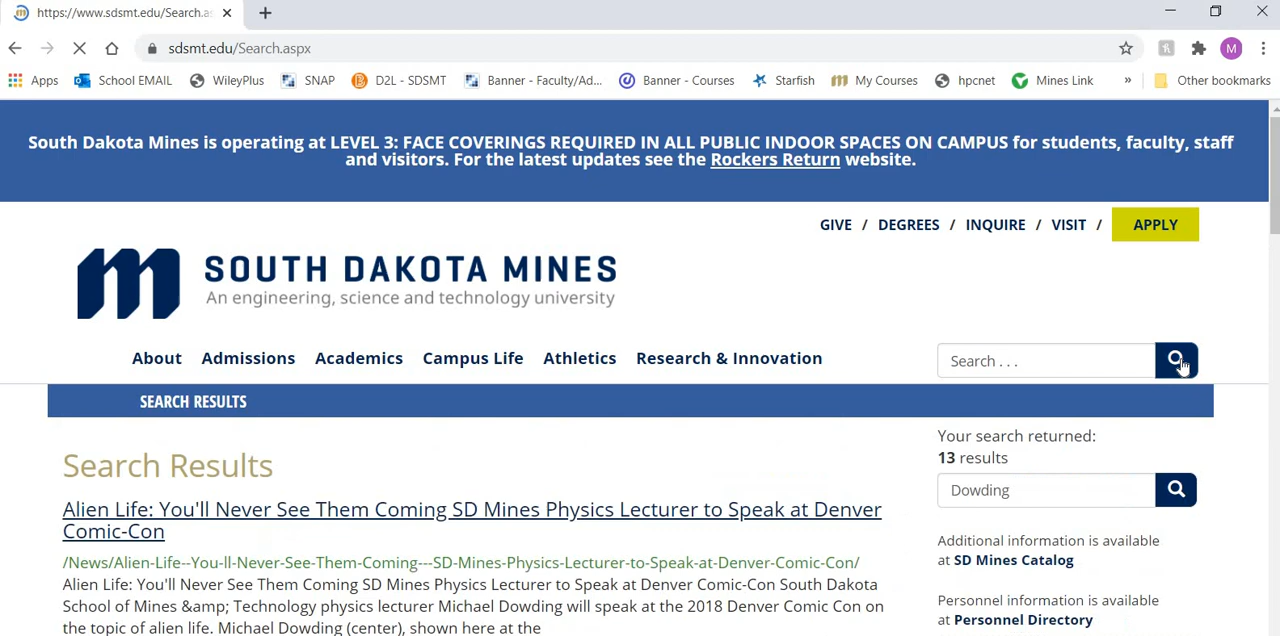 https://www.sdsmt.edu/Search.as
sdsmt.edu/Search.aspx
M
Apps School EMAIL WileyPlus SNAP D2L - SDSMT Banner - Faculty/Ad... Banner - Courses Starfish My Courses hpcnet Mines Link » Other bookmarks
South Dakota Mines is operating at LEVEL 3: FACE COVERINGS REQUIRED IN ALL PUBLIC INDOOR SPACES ON CAMPUS for students, faculty, staff
and visitors. For the latest updates see the Rockers Return website.
GIVE / DEGREES / INQUIRE / VISIT / APPLY
SOUTH DAKOTA MINES
An engineering, science and technology university
About Admissions Academics Campus Life Athletics Research & Innovation
Search . . .
SEARCH RESULTS
Search Results
Alien Life: You'll Never See Them Coming SD Mines Physics Lecturer to Speak at Denver
Comic-Con
/News/Alien-Life--You-ll-Never-See-Them-Coming---SD-Mines-Physics-Lecturer-to-Speak-at-Denver-Comic-Con/
Alien Life: You'll Never See Them Coming SD Mines Physics Lecturer to Speak at Denver Comic-Con South Dakota
School of Mines &amp; Technology physics lecturer Michael Dowding will speak at the 2018 Denver Comic Con on
the topic of alien life. Michael Dowding (center), shown here at the
Your search returned:
13 results
Dowding
Additional information is available
at SD Mines Catalog
Personnel information is available
at Personnel Directory